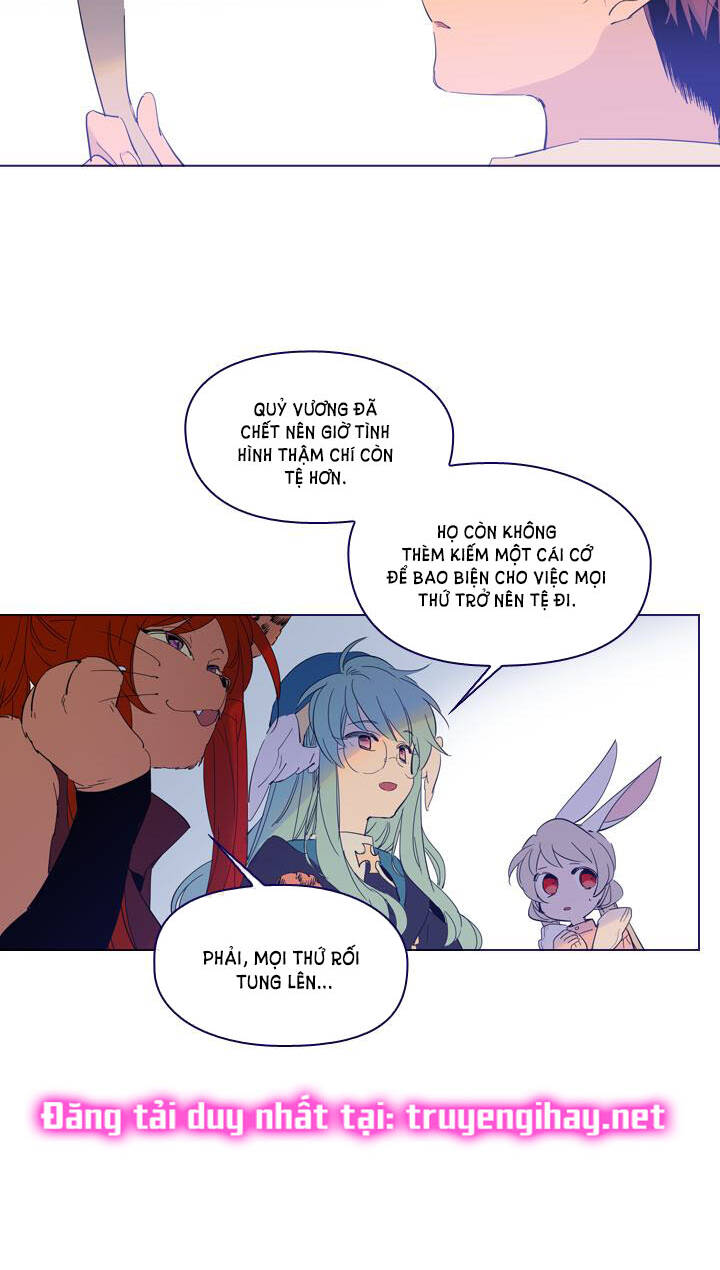 QUỶ VƯƠNG ĐÃ
CHẾT NÊN GIỜ TÌNH
HÌNH THẬM CHÍ CÒN
TỆ HƠN.
HỌ CÒN KHÔNG
THÈM KIẾM MỘT CÁI CỚ
ĐỂ BAO BIỆN CHO VIỆC MỌI
THỨ TRỞ NÊN TỆ ĐI.
PHẢI, MỌI THỨ RỐI
TUNG LÊN...
Đăng tải duy nhất tại: truyengihay.net